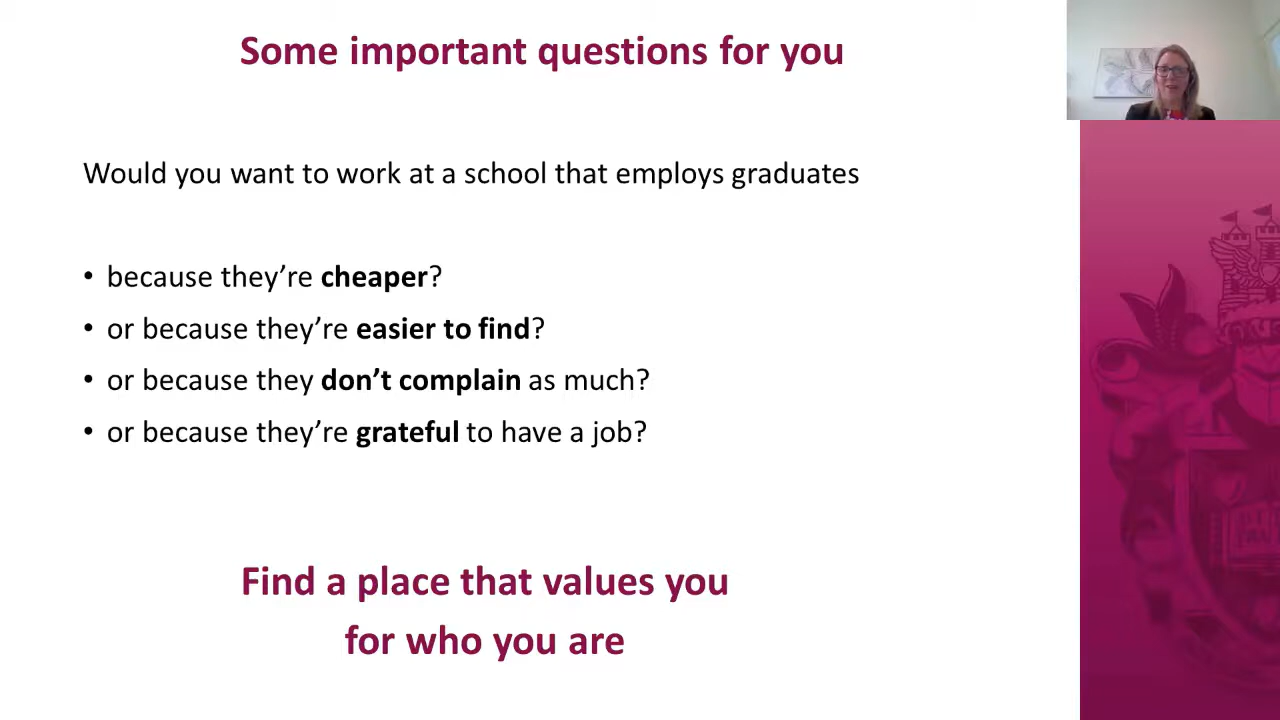 Some important questions for you
Would you want to work at a school that employs graduates
• because they’re cheaper?
• or because they’re easier to find?
• or because they don’t complain as much?
• or because they’re grateful to have a job?
Find a place that values you
for who you are